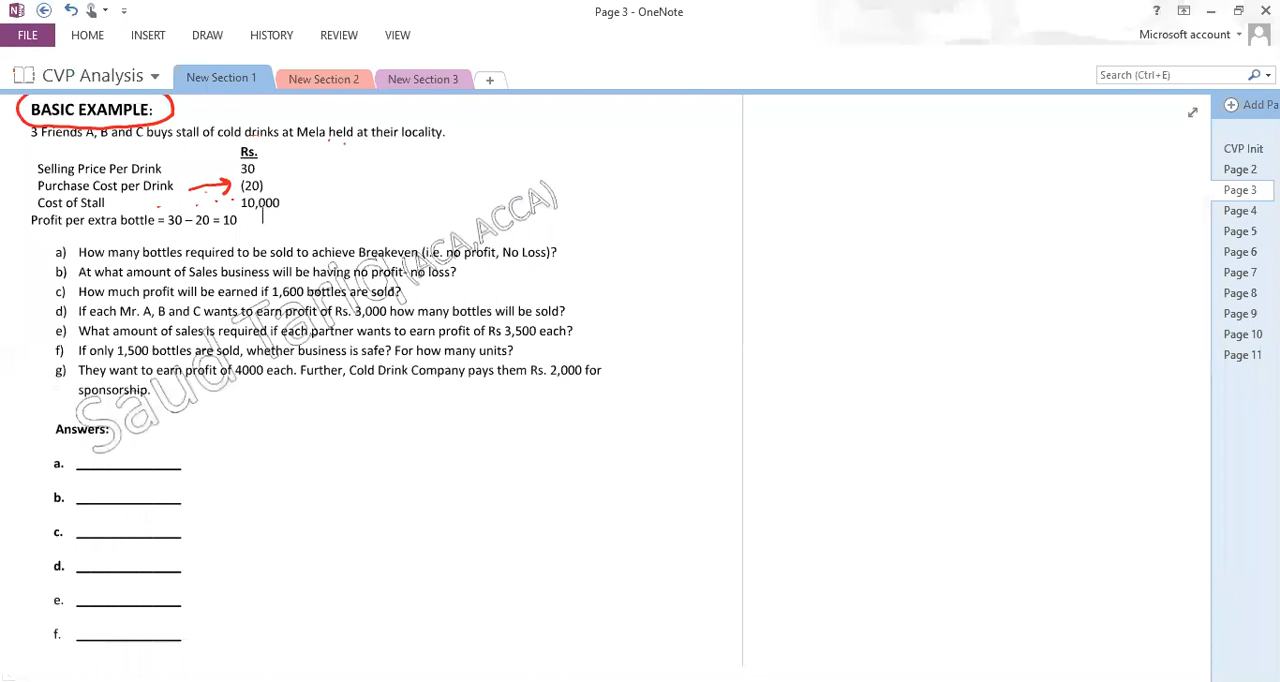 Page 3 - OneNote
Microsoft account
FILE HOME INSERT DRAW HISTORY REVIEW VIEW
CVP Analysis New Section 1 New Section 2 New Section 3 +
Search (Ctrl+E)
Add Pa
CVP Init
Page 2
Page 3
Page 4
Page 5
Page 6
Page 7
Page 8
Page 9
Page 10
Page 11
BASIC EXAMPLE:
3 Friends A, B and C buys stall of cold drinks at Mela held at their locality.
Rs.
Selling Price Per Drink 30
Purchase Cost per Drink (20)
Cost of Stall 10,000
Profit per extra bottle = 30 – 20 = 10
a) How many bottles required to be sold to achieve Breakeven (i.e. no profit, No Loss)?
b) At what amount of Sales business will be having no profit- no loss?
c) How much profit will be earned if 1,600 bottles are sold?
d) If each Mr. A, B and C wants to earn profit of Rs. 3,000 how many bottles will be sold?
e) What amount of sales is required if each partner wants to earn profit of Rs 3,500 each?
f) If only 1,500 bottles are sold, whether business is safe? For how many units?
g) They want to earn profit of 4000 each. Further, Cold Drink Company pays them Rs. 2,000 for
sponsorship.
Saud Tariq (ACA,ACCA)
Answers:
a.
b.
c.
d.
e.
f.